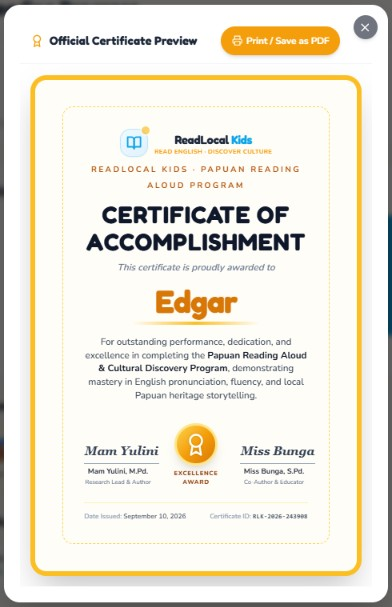 Official Certificate Preview
Print / Save as PDF
ReadLocal Kids
READ ENGLISH · DISCOVER CULTURE
READLOCAL KIDS · PAPUAN READING
ALOUD PROGRAM
CERTIFICATE OF
ACCOMPLISHMENT
This certificate is proudly awarded to
Edgar
For outstanding performance, dedication, and
excellence in completing the Papuan Reading Aloud
& Cultural Discovery Program, demonstrating
mastery in English pronunciation, fluency, and local
Papuan heritage storytelling.
Mam Yulini
Mam Yulini, M.Pd.
Research Lead & Author
EXCELLENCE
AWARD
Miss Bunga
Miss Bunga, S.Pd.
Co Author & Educator
Date Issued: September 10, 2026
Certificate ID: RLK-2026-243908